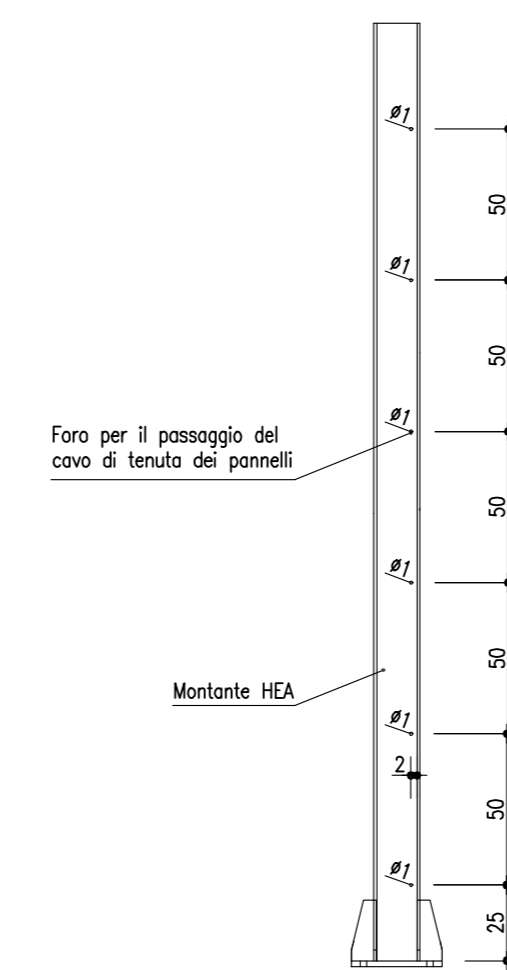 ø1
50
ø1
50
ø1
Foro per il passaggio del
cavo di tenuta dei pannelli
50
ø1
50
Montante HEA
ø1
2
50
ø1
25